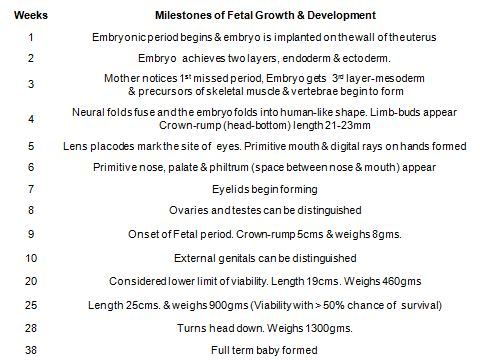 Weeks Milestones of Fetal Growth & Development
1 Embryonic period begins & embryo is implanted on the wall of the uterus
2 Embryo achieves two layers, endoderm & ectoderm.
3 Mother notices 1st missed period, Embryo gets 3rd layer-mesoderm
& precursors of skeletal muscle & vertebrae begin to form
4 Neural folds fuse and the embryo folds into human-like shape. Limb-buds appear
Crown-rump (head-bottom) length 21-23mm
5 Lens placodes mark the site of eyes. Primitive mouth & digital rays on hands formed
6 Primitive nose, palate & philtrum (space between nose & mouth) appear
7 Eyelids begin forming
8 Ovaries and testes can be distinguished
9 Onset of Fetal period. Crown-rump 5cms & weighs 8gms.
10 External genitals can be distinguished
20 Considered lower limit of viability. Length 19cms. Weighs 460gms
25 Length 25cms. & weighs 900gms (Viability with > 50% chance of survival)
28 Turns head down. Weighs 1300gms.
38 Full term baby formed